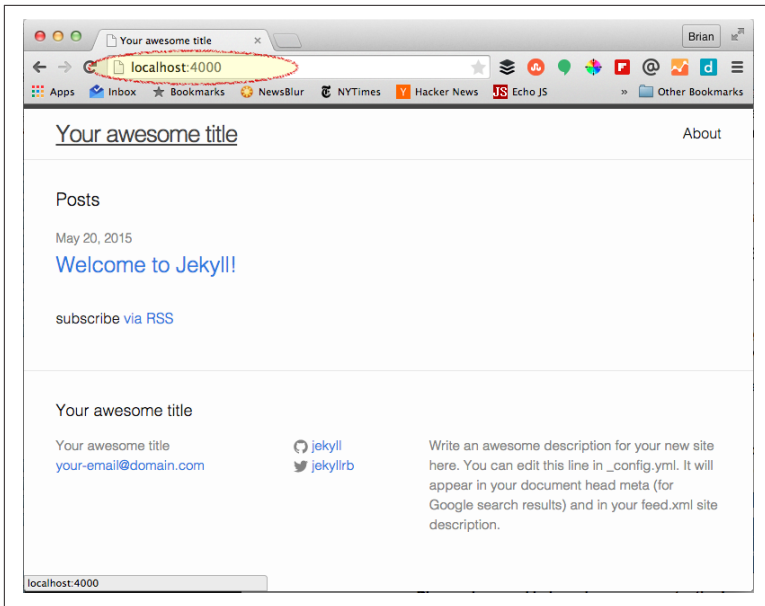 Your awesome title
Brian
localhost:4000
Apps Inbox Bookmarks NewsBlur NYTimes Hacker News JS Echo JS » Other Bookmarks
Your awesome title About
Posts
May 20, 2015
Welcome to Jekyll!
subscribe via RSS
Your awesome title
Your awesome title
your-email@domain.com
jekyll
jekyllrb
Write an awesome description for your new site
here. You can edit this line in _config.yml. It will
appear in your document head meta (for
Google search results) and in your feed.xml site
description.
localhost:4000